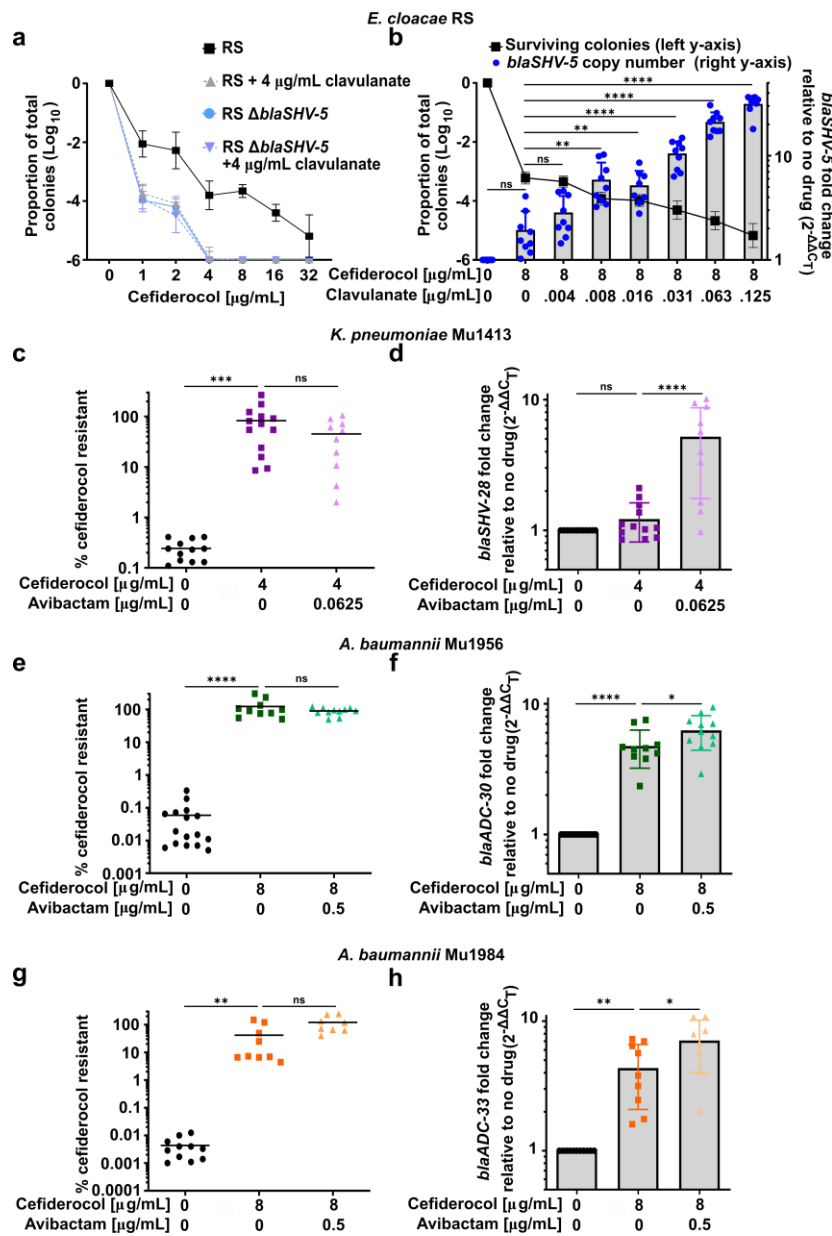 E. cloacae RS
a
RS
RS + 4 μg/mL clavulanate
RS ΔblaSHV-5
RS ΔblaSHV-5
+4 μg/mL clavulanate
Proportion of total
colonies (Log10)
0
-2
-4
-6
0 1 2 4 8 16 32
Cefiderocol [μg/mL]
b
Surviving colonies (left y-axis)
blaSHV-5 copy number (right y-axis)
Proportion of total
colonies (Log10)
0
-2
-4
-6
ns
ns
**
**
****
****
****
10
1
blaSHV-5 fold change
relative to no drug (2-ΔΔCT)
Cefiderocol [μg/mL] 0 8 8 8 8 8 8 8
Clavulanate [μg/mL] 0 0 .004 .008 .016 .031 .063 .125
K. pneumoniae Mu1413
c
% cefiderocol resistant
100
10
1
0.1
*** ns
Cefiderocol [μg/mL] 0 4 4
Avibactam [μg/mL] 0 0 0.0625
d
blaSHV-28 fold change
relative to no drug(2-ΔΔCT)
10
1
ns ****
Cefiderocol [μg/mL] 0 4 4
Avibactam [μg/mL] 0 0 0.0625
A. baumannii Mu1956
e
% cefiderocol resistant
100
10
1
0.1
0.01
0.001
**** ns
Cefiderocol [μg/mL] 0 8 8
Avibactam [μg/mL] 0 0 0.5
f
blaADC-30 fold change
relative to no drug(2-ΔΔCT)
10
1
**** *
Cefiderocol [μg/mL] 0 8 8
Avibactam [μg/mL] 0 0 0.5
A. baumannii Mu1984
g
% cefiderocol resistant
100
10
1
0.1
0.01
0.001
0.0001
** ns
Cefiderocol [μg/mL] 0 8 8
Avibactam [μg/mL] 0 0 0.5
h
blaADC-33 fold change
relative to no drug(2-ΔΔCT)
10
1
** *
Cefiderocol [μg/mL] 0 8 8
Avibactam [μg/mL] 0 0 0.5